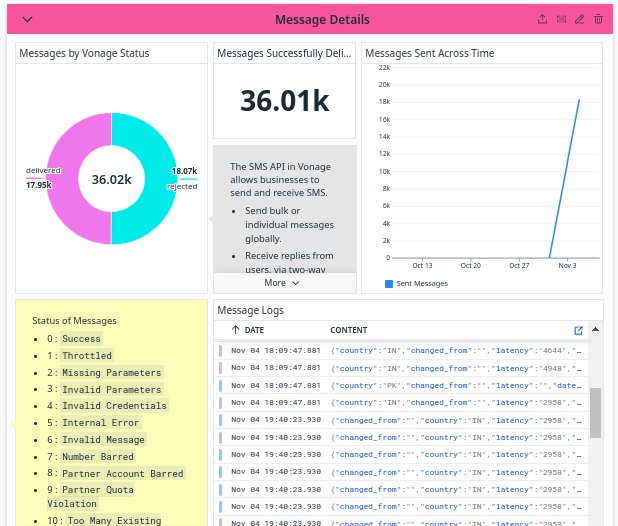 Message Details
Messages by Vonage Status
delivered
17.95k
36.02k
18.07k
rejected
Messages Successfully Deli...
36.01k
The SMS API in Vonage
allows businesses to
send and receive SMS.
• Send bulk or
individual messages
globally.
• Receive replies from
users, via two-way
More
Messages Sent Across Time
22k
20k
18k
16k
14k
12k
10k
8k
6k
4k
2k
0
Oct 13
Oct 20
Oct 27
Nov 3
Sent Messages
Status of Messages
• 0 : Success
• 1 : Throttled
• 2 : Missing Parameters
• 3 : Invalid Parameters
• 4 : Invalid Credentials
• 5 : Internal Error
• 6 : Invalid Message
• 7 : Number Barred
• 8 : Partner Account Barred
• 9 : Partner Quota
Violation
• 10 : Too Many Existing
Message Logs
↑ DATE CONTENT
Nov 04 18:09:47.881 {"country":"IN","changed_from":"","latency":"4644","…
Nov 04 18:09:47.881 {"country":"IN","changed_from":"","latency":"4948","…
Nov 04 18:09:47.881 {"country":"PK","changed_from":"","latency":"","date…
Nov 04 18:09:47.881 {"country":"IN","changed_from":"","latency":"2958","…
Nov 04 19:40:23.930 {"changed_from":"","country":"IN","latency":"2958","…
Nov 04 19:40:23.930 {"changed_from":"","country":"IN","latency":"2958","…
Nov 04 19:40:23.930 {"changed_from":"","country":"IN","latency":"2958","…
Nov 04 19:40:23.930 {"changed_from":"","country":"IN","latency":"2958","…
Nov 04 19:40:23.930 {"changed_from":"","country":"IN","latency":"2958","…
Nov 04 19:40:23.930 {"changed_from":"","country":"IN","latency":"2958","…
Nov 04 19:40:23.930 {"changed_from":"","country":"IN","latency":"2958","…